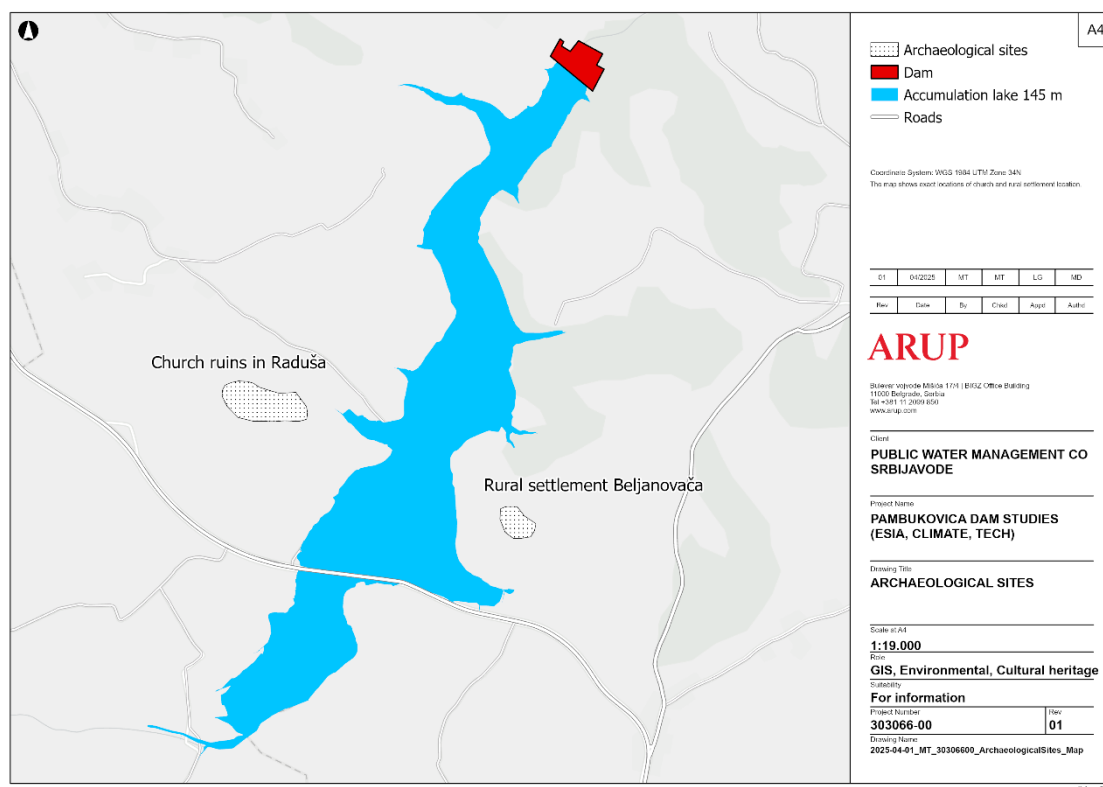 A4
Archaeological sites
Dam
Accumulation lake 145 m
Roads
Coordinate System: WGS 1984 UTM Zone 34N
The map shows exact locations of church and rural settlement location.
Church ruins in Raduša
Rural settlement Beljanovača
01 04/2025 MT MT LG MD
Rev Date By Chkd Appd Authd
ARUP
Bulevar vojvode Mišića 17/4 | BIGZ Office Building
11000 Belgrade, Serbia
Tel +381 11 2099 850
www.arup.com
Client
PUBLIC WATER MANAGEMENT CO
SRBIJAVODE
Project Name
PAMBUKOVICA DAM STUDIES
(ESIA, CLIMATE, TECH)
Drawing Title
ARCHAEOLOGICAL SITES
Scale at A4
1:19.000
Role
GIS, Environmental, Cultural heritage
Suitability
For information
Project Number Rev
303066-00 01
Drawing Name
2025-04-01_MT_30306600_ArchaeologicalSites_Map